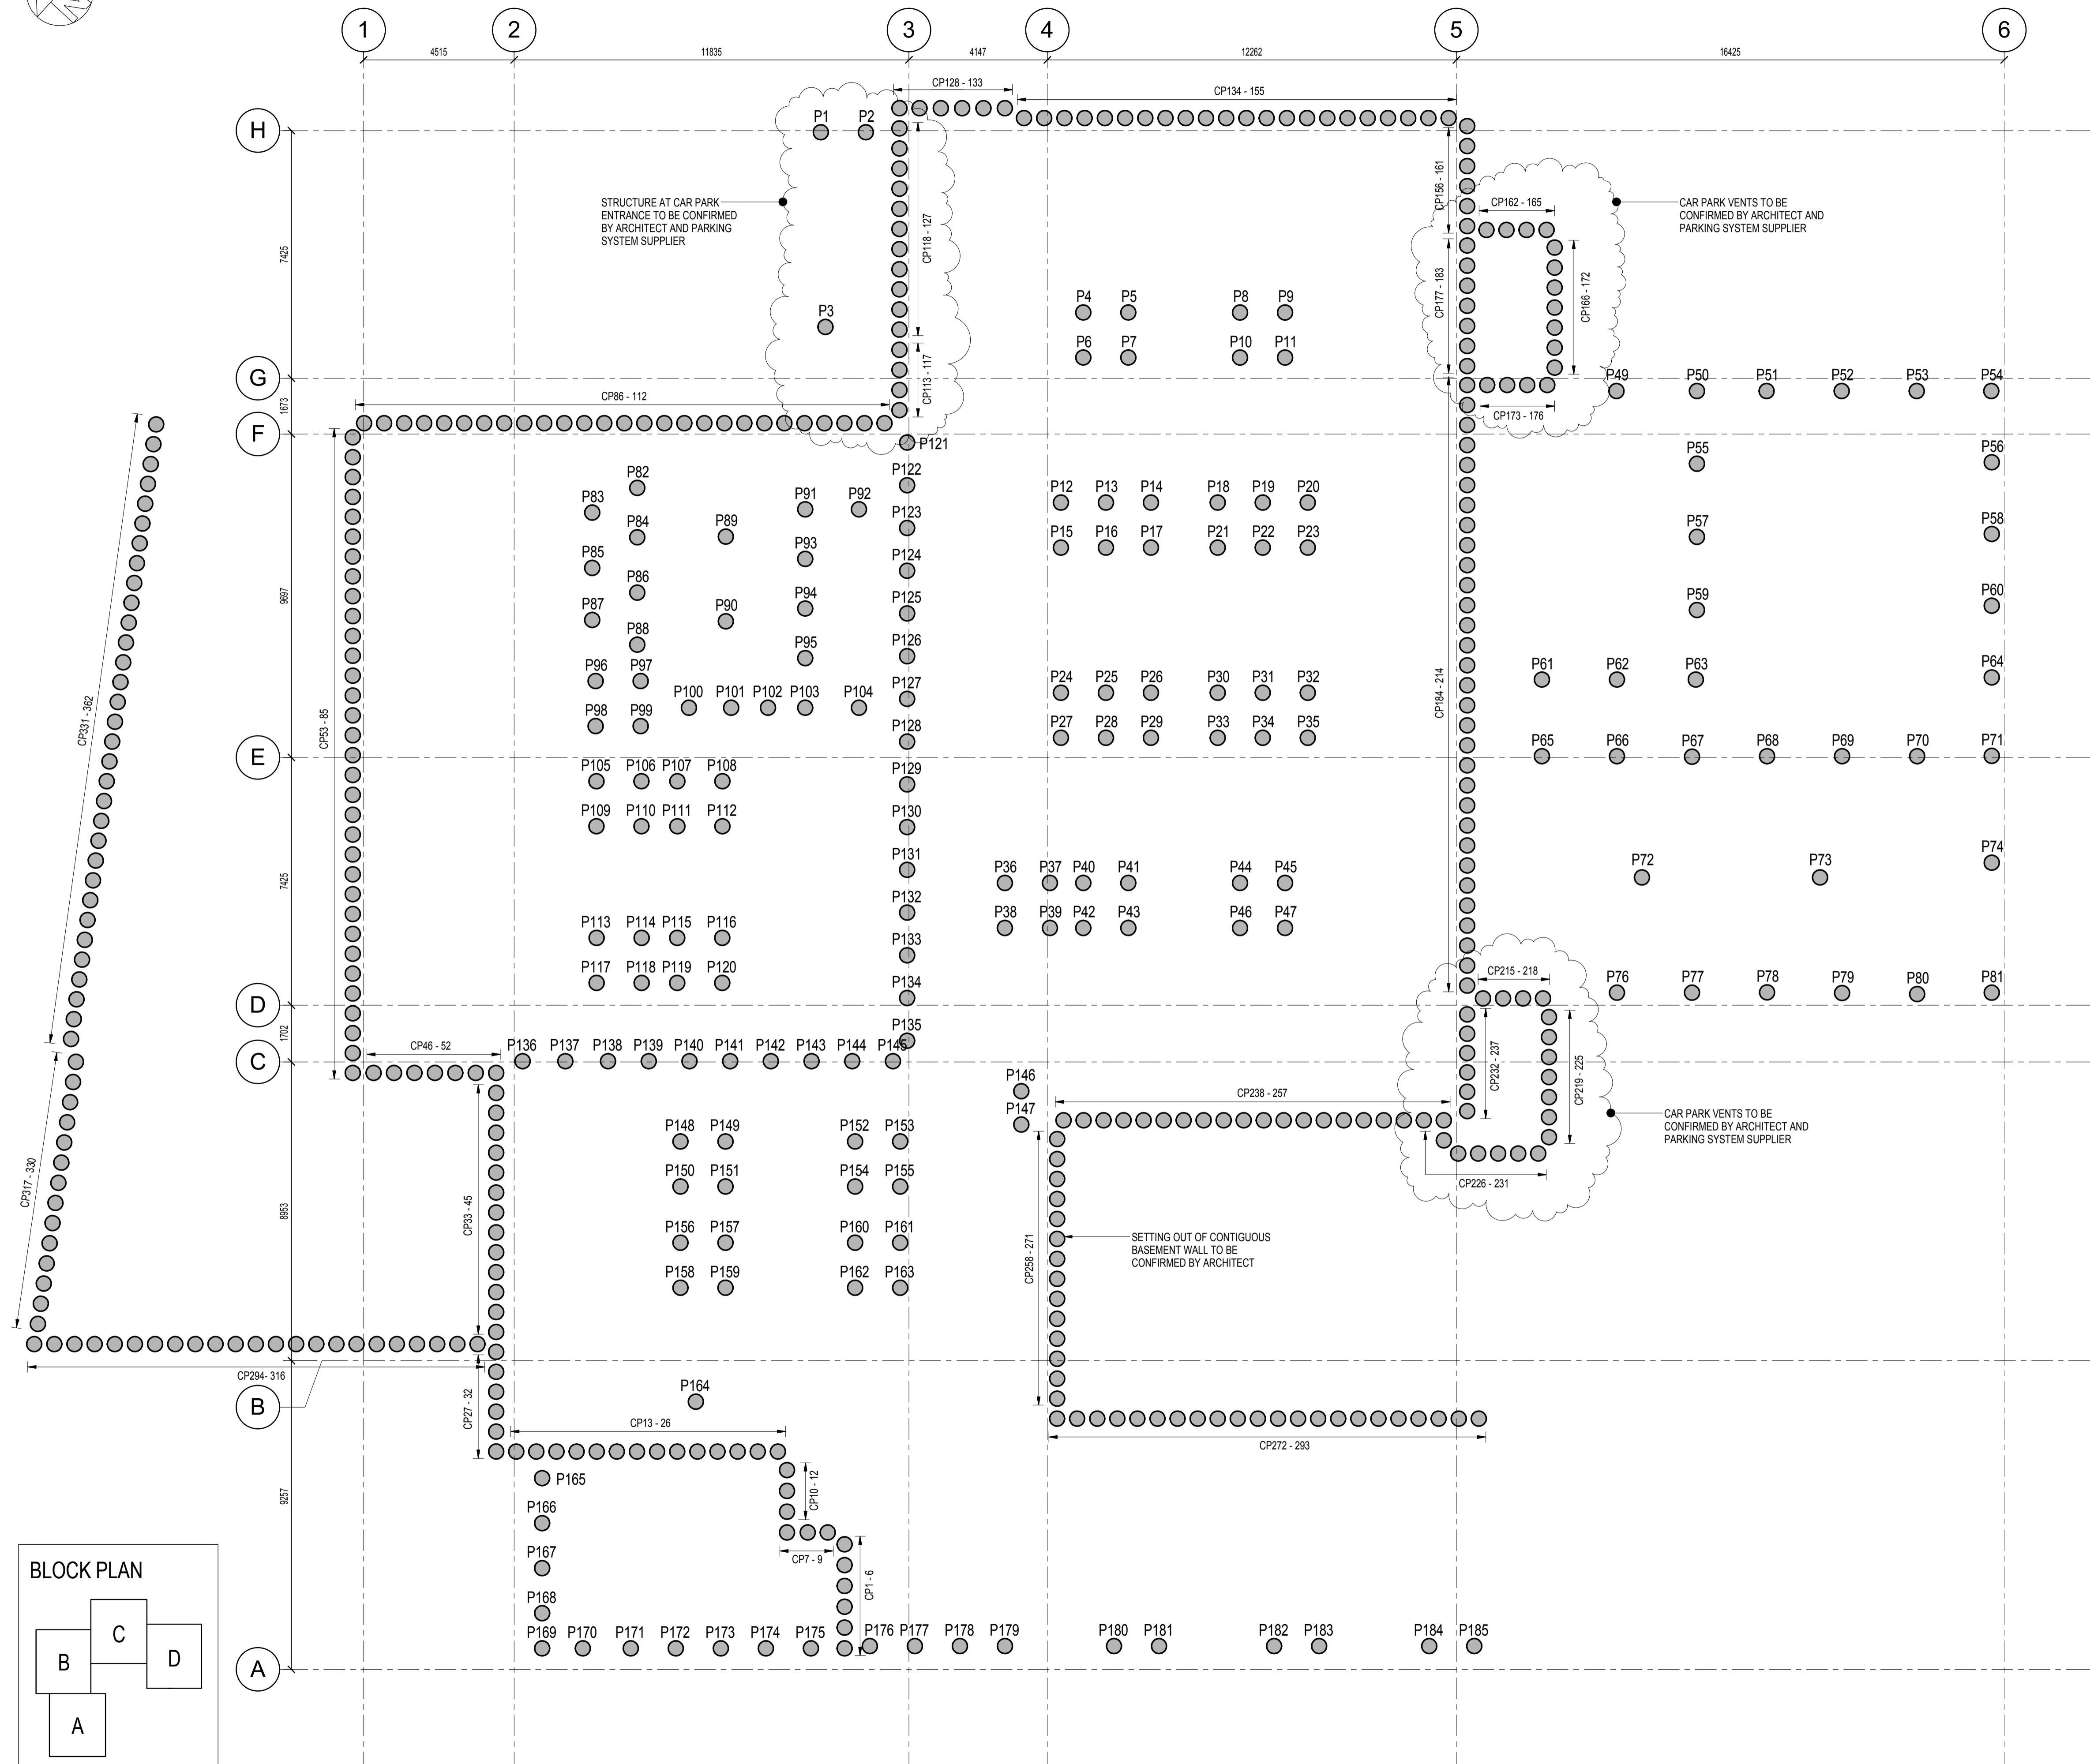 1 2 3 4 5 6
4515 11835 4147 12262 16425
CP128 - 133
CP134 - 155
H
P1 P2
CP156 - 161
STRUCTURE AT CAR PARK
ENTRANCE TO BE CONFIRMED
BY ARCHITECT AND PARKING
SYSTEM SUPPLIER
CP118 - 127
CP162 - 165
CAR PARK VENTS TO BE
CONFIRMED BY ARCHITECT AND
PARKING SYSTEM SUPPLIER
7425
CP177 - 183
CP166 - 172
P3
P4 P5 P8 P9
P6 P7 P10 P11
G
CP113 - 117
P49 P50 P51 P52 P53 P54
1673
CP86 - 112
CP173 - 176
F
P121
P55 P56
P122
P82
P83
P91 P92
P12 P13 P14 P18 P19 P20
P84 P89
P123
P57 P58
P85
P93
P124
P15 P16 P17 P21 P22 P23
P86
9697
P87
P90
P94
P125
P59 P60
P88
P95
P126
P96 P97
P61 P62 P63 P64
P100 P101 P102 P103 P104
P127
P24 P25 P26 P30 P31 P32
CP331 - 362
CP53 - 85
CP184 - 214
P98 P99
P128
P27 P28 P29 P33 P34 P35
E
P65 P66 P67 P68 P69 P70 P71
P105 P106 P107 P108
P129
P109 P110 P111 P112
P130
7425
P131
P36 P37 P40 P41 P44 P45
P72 P73 P74
P132
P38 P39 P42 P43 P46 P47
P113 P114 P115 P116
P133
P117 P118 P119 P120
P134
CP215 - 218
P76 P77 P78 P79 P80 P81
D
1702
P135
CP46 - 52
P136 P137 P138 P139 P140 P141 P142 P143 P144 P145
C
CP232 - 237
CP219 - 225
P146
P147
CP238 - 257
CAR PARK VENTS TO BE
CONFIRMED BY ARCHITECT AND
PARKING SYSTEM SUPPLIER
P148 P149 P152 P153
P150 P151 P154 P155
CP317 - 330
CP226 - 231
8953
CP33 - 45
P156 P157 P160 P161
CP258 - 271
SETTING OUT OF CONTIGUOUS
BASEMENT WALL TO BE
CONFIRMED BY ARCHITECT
P158 P159 P162 P163
CP294- 316
B
CP27 - 32
P164
CP13 - 26
CP272 - 293
9257
P165
CP10 - 12
P166
CP7 - 9
P167
CP1 - 6
P168
P169 P170 P171 P172 P173 P174 P175 P176 P177 P178 P179 P180 P181 P182 P183 P184 P185
A
BLOCK PLAN
C
B D
A